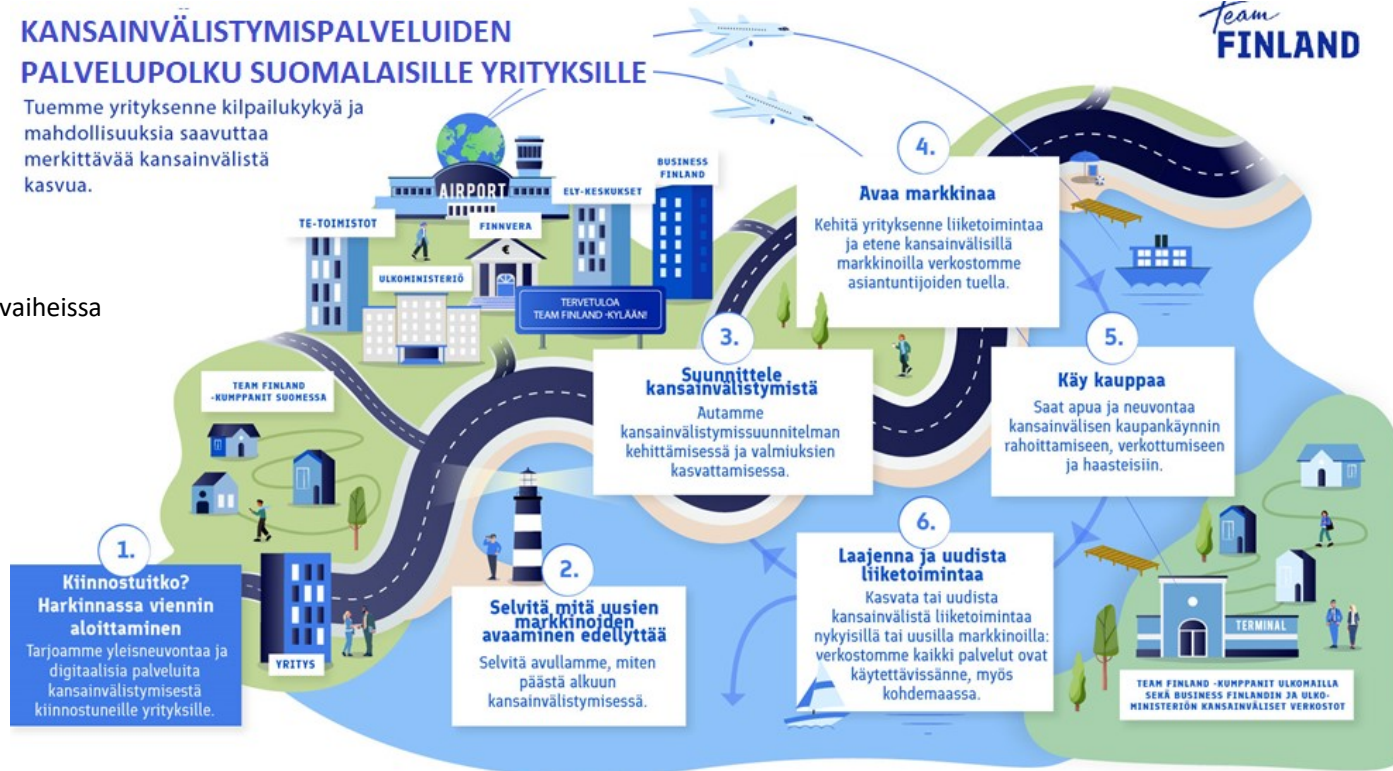 KANSAINVÄLISTYMISPALVELUIDEN
PALVELUPOLKU SUOMALAISILLE YRITYKSILLE
Team
FINLAND
Tuemme yrityksenne kilpailukykyä ja
mahdollisuuksia saavuttaa
merkittävää kansainvälistä
kasvua.
vaiheissa
AIRPORT
TE-TOIMISTOT
ULKOMINISTERIÖ
FINNVERA
€
ELY-KESKUKSET
BUSINESS
FINLAND
TERVETULOA
TEAM FINLAND -KYLÄÄN!
TEAM FINLAND
-KUMPPANIT SUOMESSA
YRITYS
1.
Kiinnostuitko?
Harkinnassa viennin
aloittaminen
Tarjoamme yleisneuvontaa ja
digitaalisia palveluita
kansainvälistymisestä
kiinnostuneille yrityksille.
2.
Selvitä mitä uusien
markkinoiden
avaaminen edellyttää
Selvitä avullamme, miten
päästä alkuun
kansainvälistymisessä.
3.
Suunnittele
kansainvälistymistä
Autamme
kansainvälistymissuunnitelman
kehittämisessä ja valmiuksien
kasvattamisessa.
4.
Avaa markkinaa
Kehitä yrityksenne liiketoimintaa
ja etene kansainvälisillä
markkinoilla verkostomme
asiantuntijoiden tuella.
5.
Käy kauppaa
Saat apua ja neuvontaa
kansainvälisen kaupankäynnin
rahoittamiseen, verkottumiseen
ja haasteisiin.
6.
Laajenna ja uudista
liiketoimintaa
Kasvata tai uudista
kansainvälistä liiketoimintaa
nykyisillä tai uusilla markkinoilla:
verkostomme kaikki palvelut ovat
käytettävissänne, myös
kohdemaassa.
TERMINAL
TEAM FINLAND -KUMPPANIT ULKOMAILLA
SEKÄ BUSINESS FINLANDIN JA ULKO-
MINISTERIÖN KANSAINVÄLISET VERKOSTOT